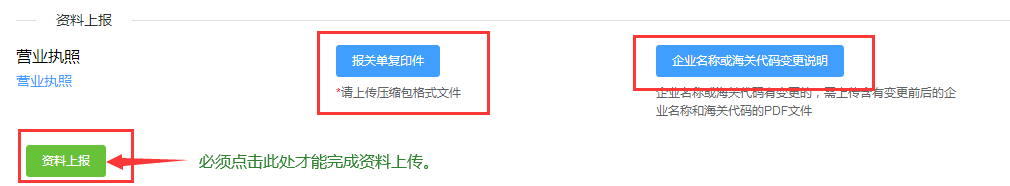 资料上报
营业执照
营业执照
报关单复印件
*请上传压缩包格式文件
企业名称或海关代码变更说明
企业名称或海关代码有变更的，需上传含有变更前后的企
业名称和海关代码的PDF文件
资料上报
必须点击此处才能完成资料上传。